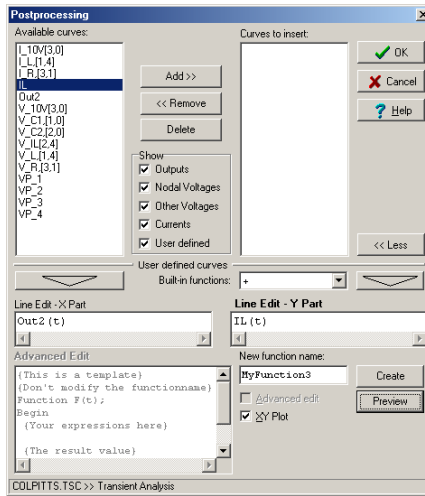 Postprocessing
Available curves:
Curves to insert:
I_10V[3,0]
I_L,[1,4]
I_R,[3,1]
IL
Out2
V_10V[3,0]
V_C1,[1,0]
V_C2,[2,0]
V_IL[2,4]
V_L,[1,4]
V_R,[3,1]
VP_1
VP_2
VP_3
VP_4
Add >>
<< Remove
Delete
Show
Outputs
Nodal Voltages
Other Voltages
Currents
User defined
OK
Cancel
? Help
<< Less
User defined curves
Built-in functions:
+
Line Edit - X Part
Line Edit - Y Part
Out2(t)
IL(t)
Advanced Edit
{This is a template}
{Don't modify the functionname}
Function F(t);
Begin
{Your expressions here}
{The result value}
New function name:
MyFunction3
Create
Advanced edit
Preview
XY Plot
COLPITTS.TSC >> Transient Analysis